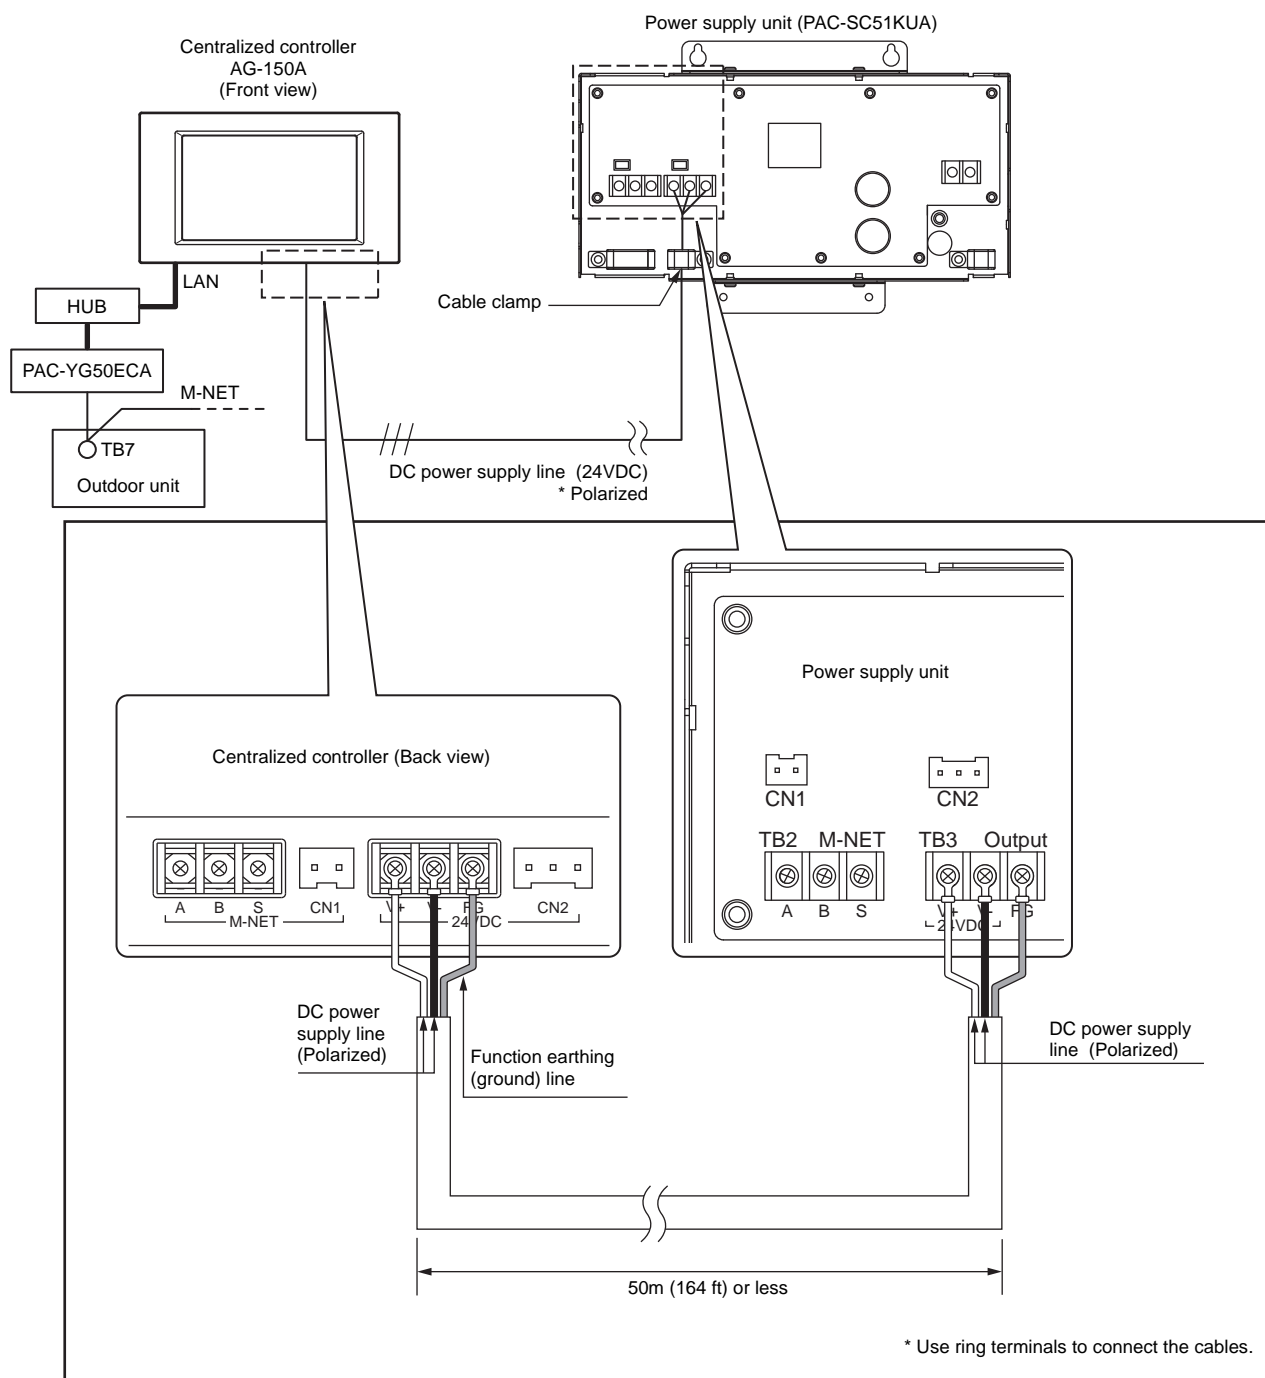 Power supply unit (PAC-SC51KUA)
Centralized controller
AG-150A
(Front view)
LAN
HUB
PAC-YG50ECA
M-NET
TB7
Outdoor unit
Cable clamp
DC power supply line  (24VDC)
* Polarized
Centralized controller (Back view)
A B S
M-NET
CN1
V+ V- FG
24VDC
CN2
Power supply unit
CN1
CN2
TB2 M-NET
A B S
TB3 Output
V+ V- FG
24VDC
DC power
supply line
(Polarized)
Function earthing
(ground) line
DC power supply
line  (Polarized)
50m (164 ft) or less
* Use ring terminals to connect the cables.